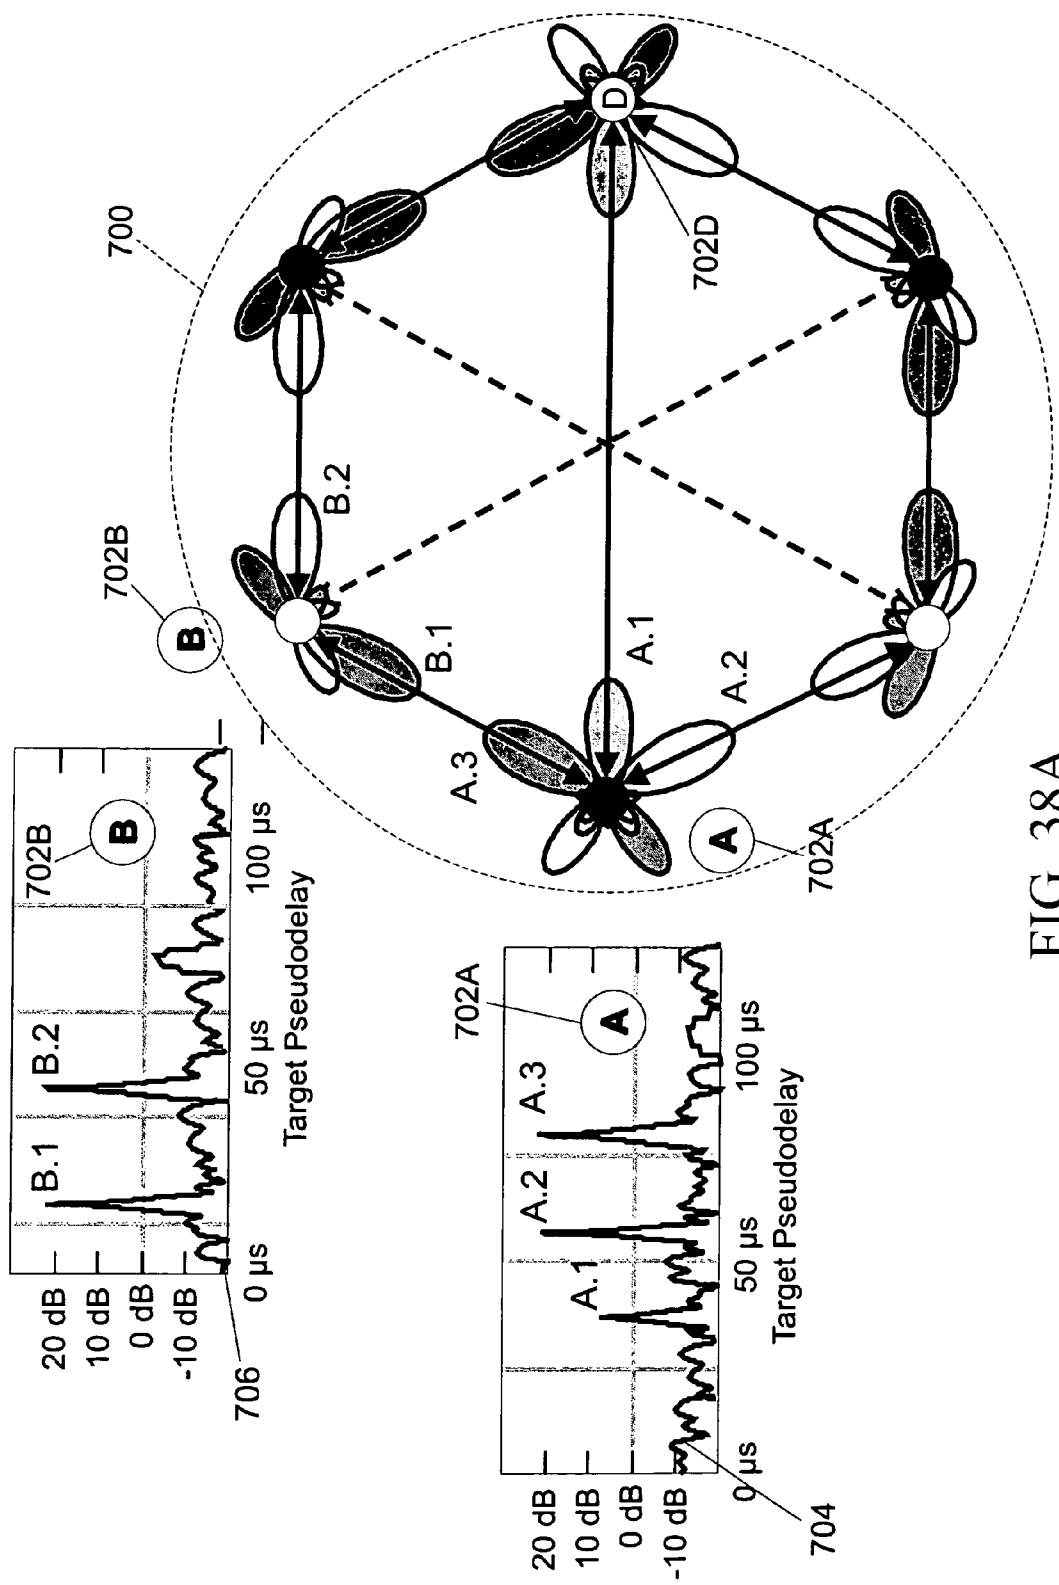 702B
B
B.1
B.2
20 dB
10 dB
0 dB
-10 dB
0 µs
50 µs
100 µs
Target Pseudodelay
706
702A
A
A.1
A.2
A.3
20 dB
10 dB
0 dB
-10 dB
0 µs
50 µs
100 µs
Target Pseudodelay
704
702B
B
700
B.1
B.2
A.3
A.1
A.2
A
702A
D
702D
FIG. 38A